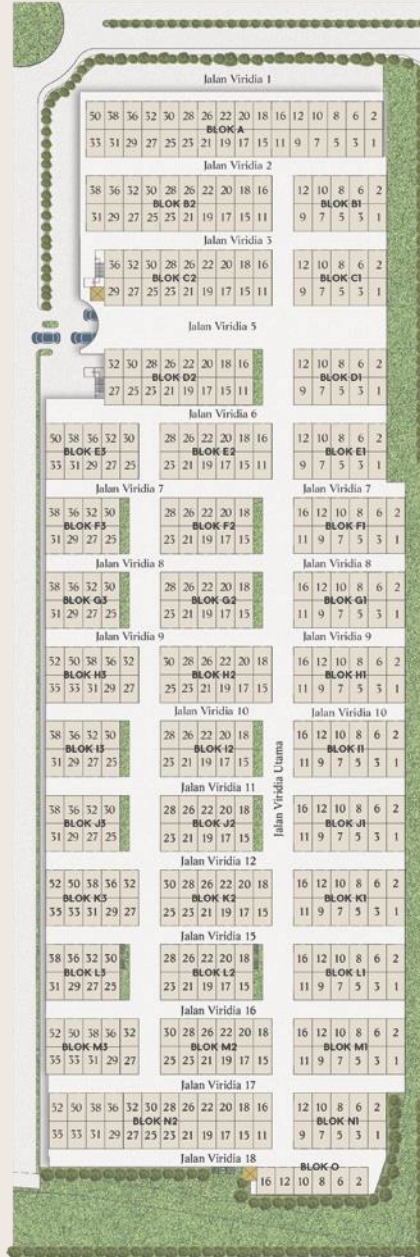 Jalan Viridia 1
50 38 36 32 30 28 26 22 20 18 16 12 10 8 6 2
BLOK A
33 31 29 27 25 23 21 19 17 15 11 9 7 5 3 1
Jalan Viridia 2
38 36 32 30 28 26 22 20 18 16 12 10 8 6 2
BLOK B2 BLOK B1
31 29 27 25 23 21 19 17 15 11 9 7 5 3 1
Jalan Viridia 3
36 32 30 28 26 22 20 18 16 12 10 8 6 2
BLOK C2 BLOK C1
29 27 25 23 21 19 17 15 11 9 7 5 3 1
Jalan Viridia 5
32 30 28 26 22 20 18 16 12 10 8 6 2
BLOK D2 BLOK D1
27 25 23 21 19 17 15 11 9 7 5 3 1
Jalan Viridia 6
50 38 36 32 30 28 26 22 20 18 16 12 10 8 6 2
BLOK E3 BLOK E2 BLOK E1
33 31 29 27 25 23 21 19 17 15 11 9 7 5 3 1
Jalan Viridia 7 Jalan Viridia 7
38 36 32 30 28 26 22 20 18 16 12 10 8 6 2
BLOK F3 BLOK F2 BLOK F1
31 29 27 25 23 21 19 17 15 11 9 7 5 3 1
Jalan Viridia 8 Jalan Viridia 8
38 36 32 30 28 26 22 20 18 16 12 10 8 6 2
BLOK G3 BLOK G2 BLOK G1
31 29 27 25 23 21 19 17 15 11 9 7 5 3 1
Jalan Viridia 9 Jalan Viridia 9
52 50 38 36 32 30 28 26 22 20 18 16 12 10 8 6 2
BLOK H3 BLOK H2 BLOK H1
35 33 31 29 27 25 23 21 19 17 15 11 9 7 5 3 1
Jalan Viridia 10 Jalan Viridia 10
38 36 32 30 28 26 22 20 18 16 12 10 8 6 2
BLOK I3 BLOK I2 BLOK I1
31 29 27 25 23 21 19 17 15 11 9 7 5 3 1
Jalan Viridia Utama
Jalan Viridia 11
38 36 32 30 28 26 22 20 18 16 12 10 8 6 2
BLOK J3 BLOK J2 BLOK J1
31 29 27 25 23 21 19 17 15 11 9 7 5 3 1
Jalan Viridia 12
52 50 38 36 32 30 28 26 22 20 18 16 12 10 8 6 2
BLOK K3 BLOK K2 BLOK K1
35 33 31 29 27 25 23 21 19 17 15 11 9 7 5 3 1
Jalan Viridia 15
38 36 32 30 28 26 22 20 18 16 12 10 8 6 2
BLOK L3 BLOK L2 BLOK L1
31 29 27 25 23 21 19 17 15 11 9 7 5 3 1
Jalan Viridia 16
52 50 38 36 32 30 28 26 22 20 18 16 12 10 8 6 2
BLOK M3 BLOK M2 BLOK M1
35 33 31 29 27 25 23 21 19 17 15 11 9 7 5 3 1
Jalan Viridia 17
52 50 38 36 32 30 28 26 22 20 18 16 12 10 8 6 2
BLOK N2 BLOK N1
35 33 31 29 27 25 23 21 19 17 15 11 9 7 5 3 1
Jalan Viridia 18
BLOK O
16 12 10 8 6 2